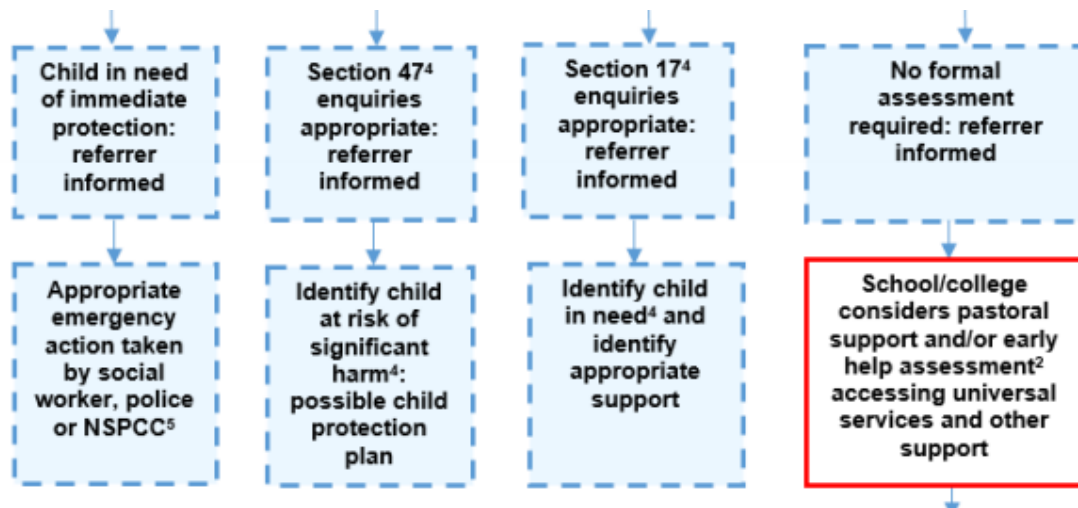 Child in need
of immediate
protection:
referrer
informed
Section 47⁴
enquiries
appropriate:
referrer
informed
Section 17⁴
enquiries
appropriate:
referrer
informed
No formal
assessment
required: referrer
informed
Appropriate
emergency
action taken
by social
worker, police
or NSPCC⁵
Identify child
at risk of
significant
harm⁴:
possible child
protection
plan
Identify child
in need⁴ and
identify
appropriate
support
School/college
considers pastoral
support and/or early
help assessment²
accessing universal
services and other
support